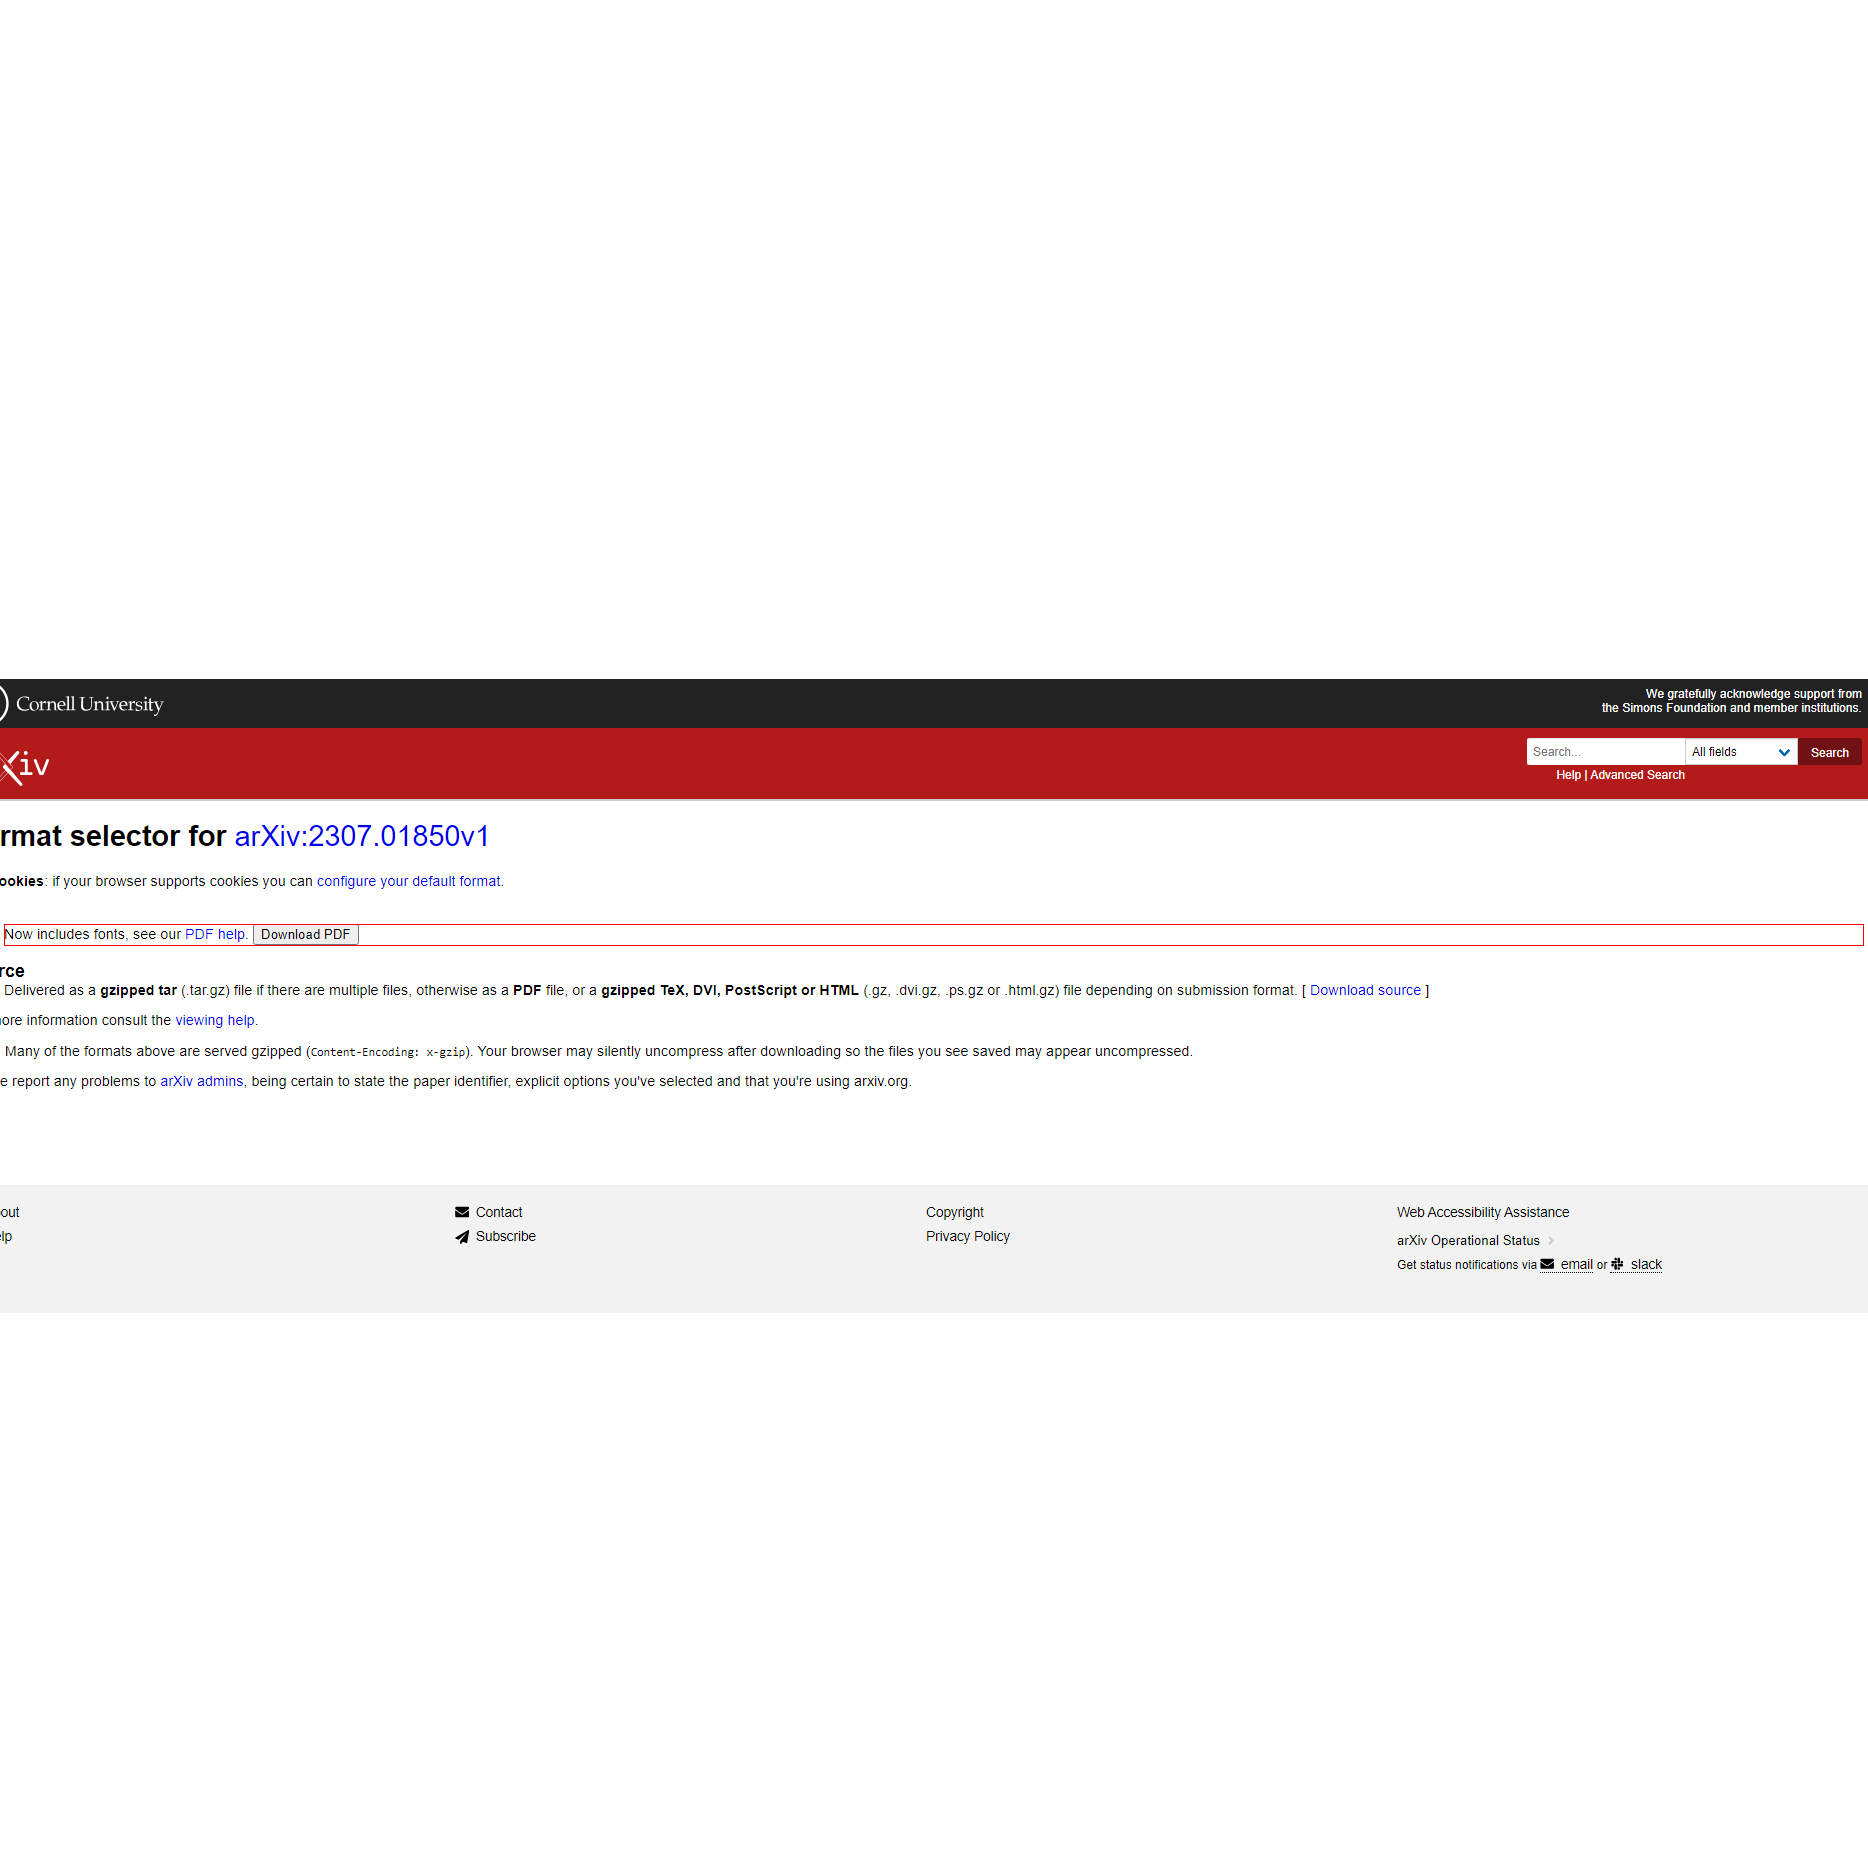 Cornell University
We gratefully acknowledge support from
the Simons Foundation and member institutions.
Xiv
Search...
All fields
Search
Help | Advanced Search
rmat selector for arXiv:2307.01850v1
ookies: if your browser supports cookies you can configure your default format.
Now includes fonts, see our PDF help. Download PDF
rce
Delivered as a gzipped tar (.tar.gz) file if there are multiple files, otherwise as a PDF file, or a gzipped TeX, DVI, PostScript or HTML (.gz, .dvi.gz, .ps.gz or .html.gz) file depending on submission format. [ Download source ]
ore information consult the viewing help.
Many of the formats above are served gzipped (Content-Encoding: x-gzip). Your browser may silently uncompress after downloading so the files you see saved may appear uncompressed.
e report any problems to arXiv admins, being certain to state the paper identifier, explicit options you've selected and that you're using arxiv.org.
out
lp
Contact
Subscribe
Copyright
Privacy Policy
Web Accessibility Assistance
arXiv Operational Status
Get status notifications via email or slack